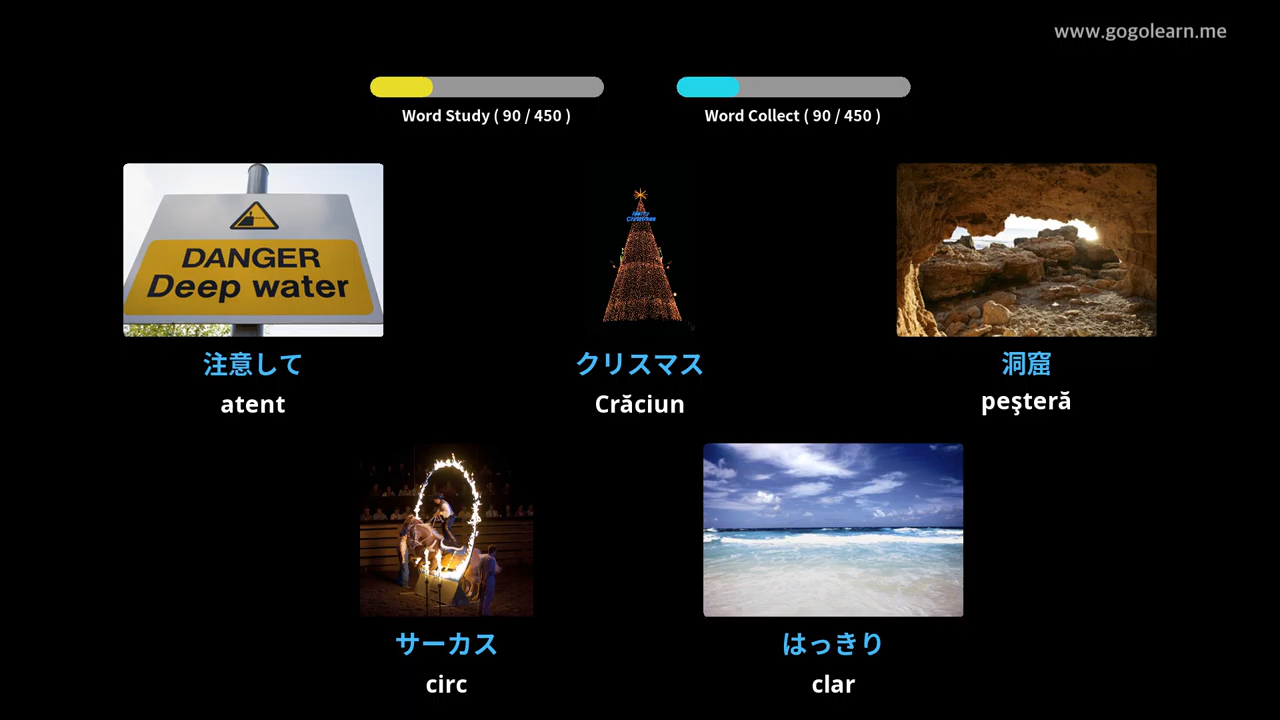 www.gogolearn.me
Word Study ( 90 / 450 )
Word Collect ( 90 / 450 )
DANGER
Deep water
Merry
Christmas
注意して
クリスマス
洞窟
atent
Crăciun
peşteră
サーカス
はっきり
circ
clar